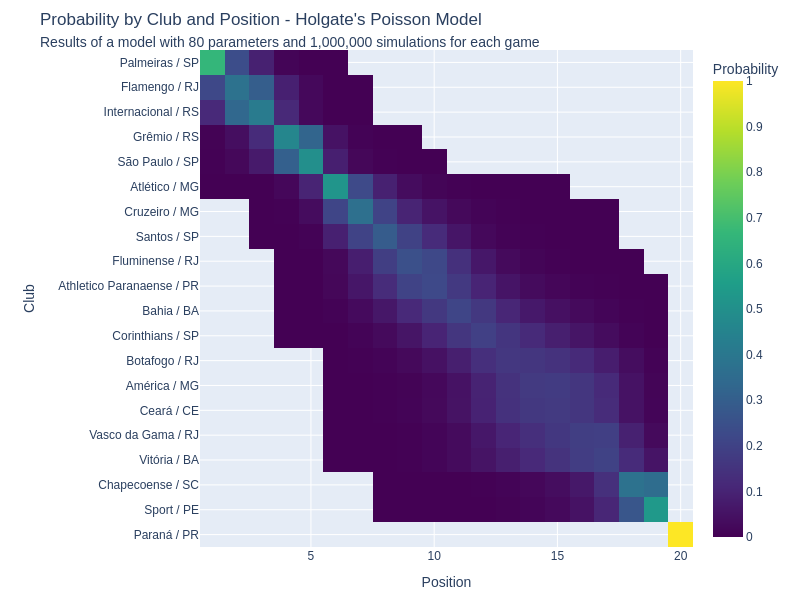 Probability by Club and Position - Holgate's Poisson Model
Results of a model with 80 parameters and 1,000,000 simulations for each game
Probability
Club
Palmeiras / SP
Flamengo / RJ
Internacional / RS
Grêmio / RS
São Paulo / SP
Atlético / MG
Cruzeiro / MG
Santos / SP
Fluminense / RJ
Athletico Paranaense / PR
Bahia / BA
Corinthians / SP
Botafogo / RJ
América / MG
Ceará / CE
Vasco da Gama / RJ
Vitória / BA
Chapecoense / SC
Sport / PE
Paraná / PR
5 10 15 20
Position
1
0.9
0.8
0.7
0.6
0.5
0.4
0.3
0.2
0.1
0